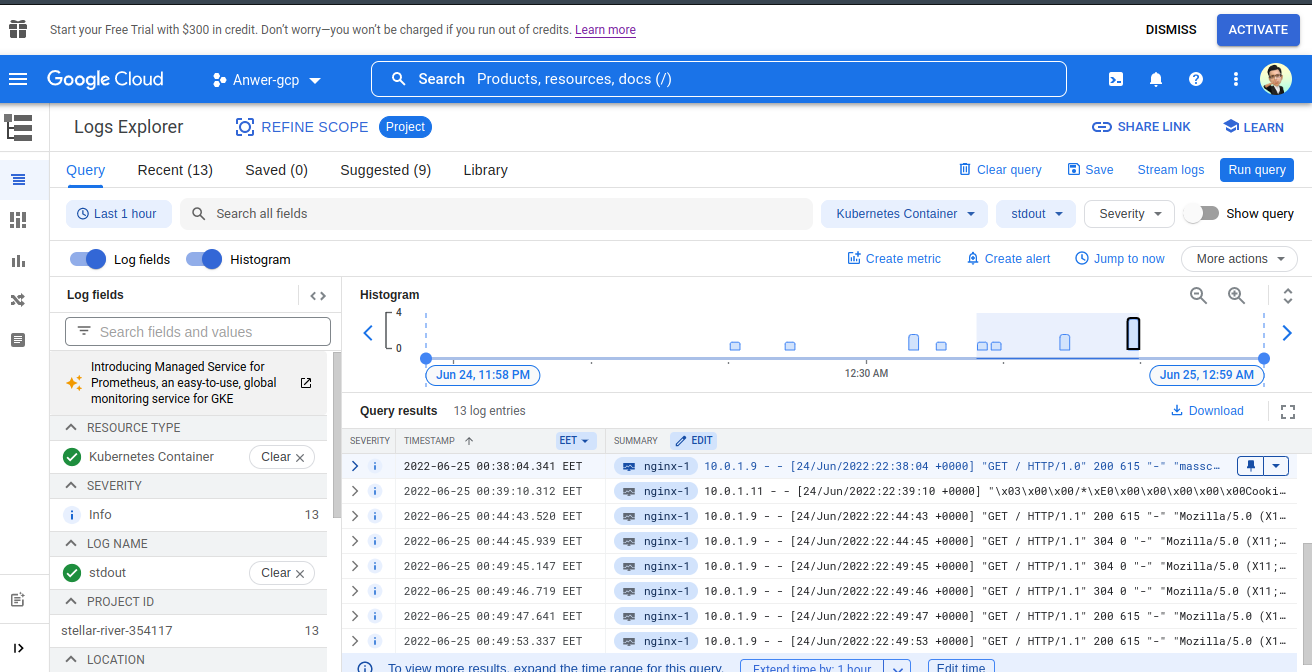 Start your Free Trial with $300 in credit. Don't worry—you won't be charged if you run out of credits. Learn more
DISMISS
ACTIVATE
Google Cloud
Anwer-gcp
Search Products, resources, docs (/)
Logs Explorer
REFINE SCOPE
Project
SHARE LINK
LEARN
Query
Recent (13)
Saved (0)
Suggested (9)
Library
Clear query
Save
Stream logs
Run query
Last 1 hour
Search all fields
Kubernetes Container
stdout
Severity
Show query
Log fields
Histogram
Create metric
Create alert
Jump to now
More actions
Log fields
Search fields and values
Introducing Managed Service for
Prometheus, an easy-to-use, global
monitoring service for GKE
RESOURCE TYPE
Kubernetes Container
Clear
SEVERITY
Info 13
LOG NAME
stdout
Clear
PROJECT ID
stellar-river-354117 13
LOCATION
Histogram
4
0
Jun 24, 11:58 PM
12:30 AM
Jun 25, 12:59 AM
Query results 13 log entries
Download
SEVERITY TIMESTAMP EET SUMMARY EDIT
2022-06-25 00:38:04.341 EET nginx-1 10.0.1.9 - - [24/Jun/2022:22:38:04 +0000] "GET / HTTP/1.0" 200 615 "-" "massc…
2022-06-25 00:39:10.312 EET nginx-1 10.0.1.11 - - [24/Jun/2022:22:39:10 +0000] "\x03\x00\x00/*\xE0\x00\x00\x00\x00\x00Cooki…
2022-06-25 00:44:43.520 EET nginx-1 10.0.1.9 - - [24/Jun/2022:22:44:43 +0000] "GET / HTTP/1.1" 200 615 "-" "Mozilla/5.0 (X1…
2022-06-25 00:44:45.939 EET nginx-1 10.0.1.9 - - [24/Jun/2022:22:44:45 +0000] "GET / HTTP/1.1" 304 0 "-" "Mozilla/5.0 (X11;…
2022-06-25 00:49:45.147 EET nginx-1 10.0.1.9 - - [24/Jun/2022:22:49:45 +0000] "GET / HTTP/1.1" 304 0 "-" "Mozilla/5.0 (X11;…
2022-06-25 00:49:46.719 EET nginx-1 10.0.1.9 - - [24/Jun/2022:22:49:46 +0000] "GET / HTTP/1.1" 304 0 "-" "Mozilla/5.0 (X11;…
2022-06-25 00:49:47.641 EET nginx-1 10.0.1.9 - - [24/Jun/2022:22:49:47 +0000] "GET / HTTP/1.1" 200 615 "-" "Mozilla/5.0 (X1…
2022-06-25 00:49:53.337 EET nginx-1 10.0.1.9 - - [24/Jun/2022:22:49:53 +0000] "GET / HTTP/1.1" 200 615 "-" "Mozilla/5.0 (X1…
To view more results, expand the time range for this query.
Extend time by: 1 hour
Edit time